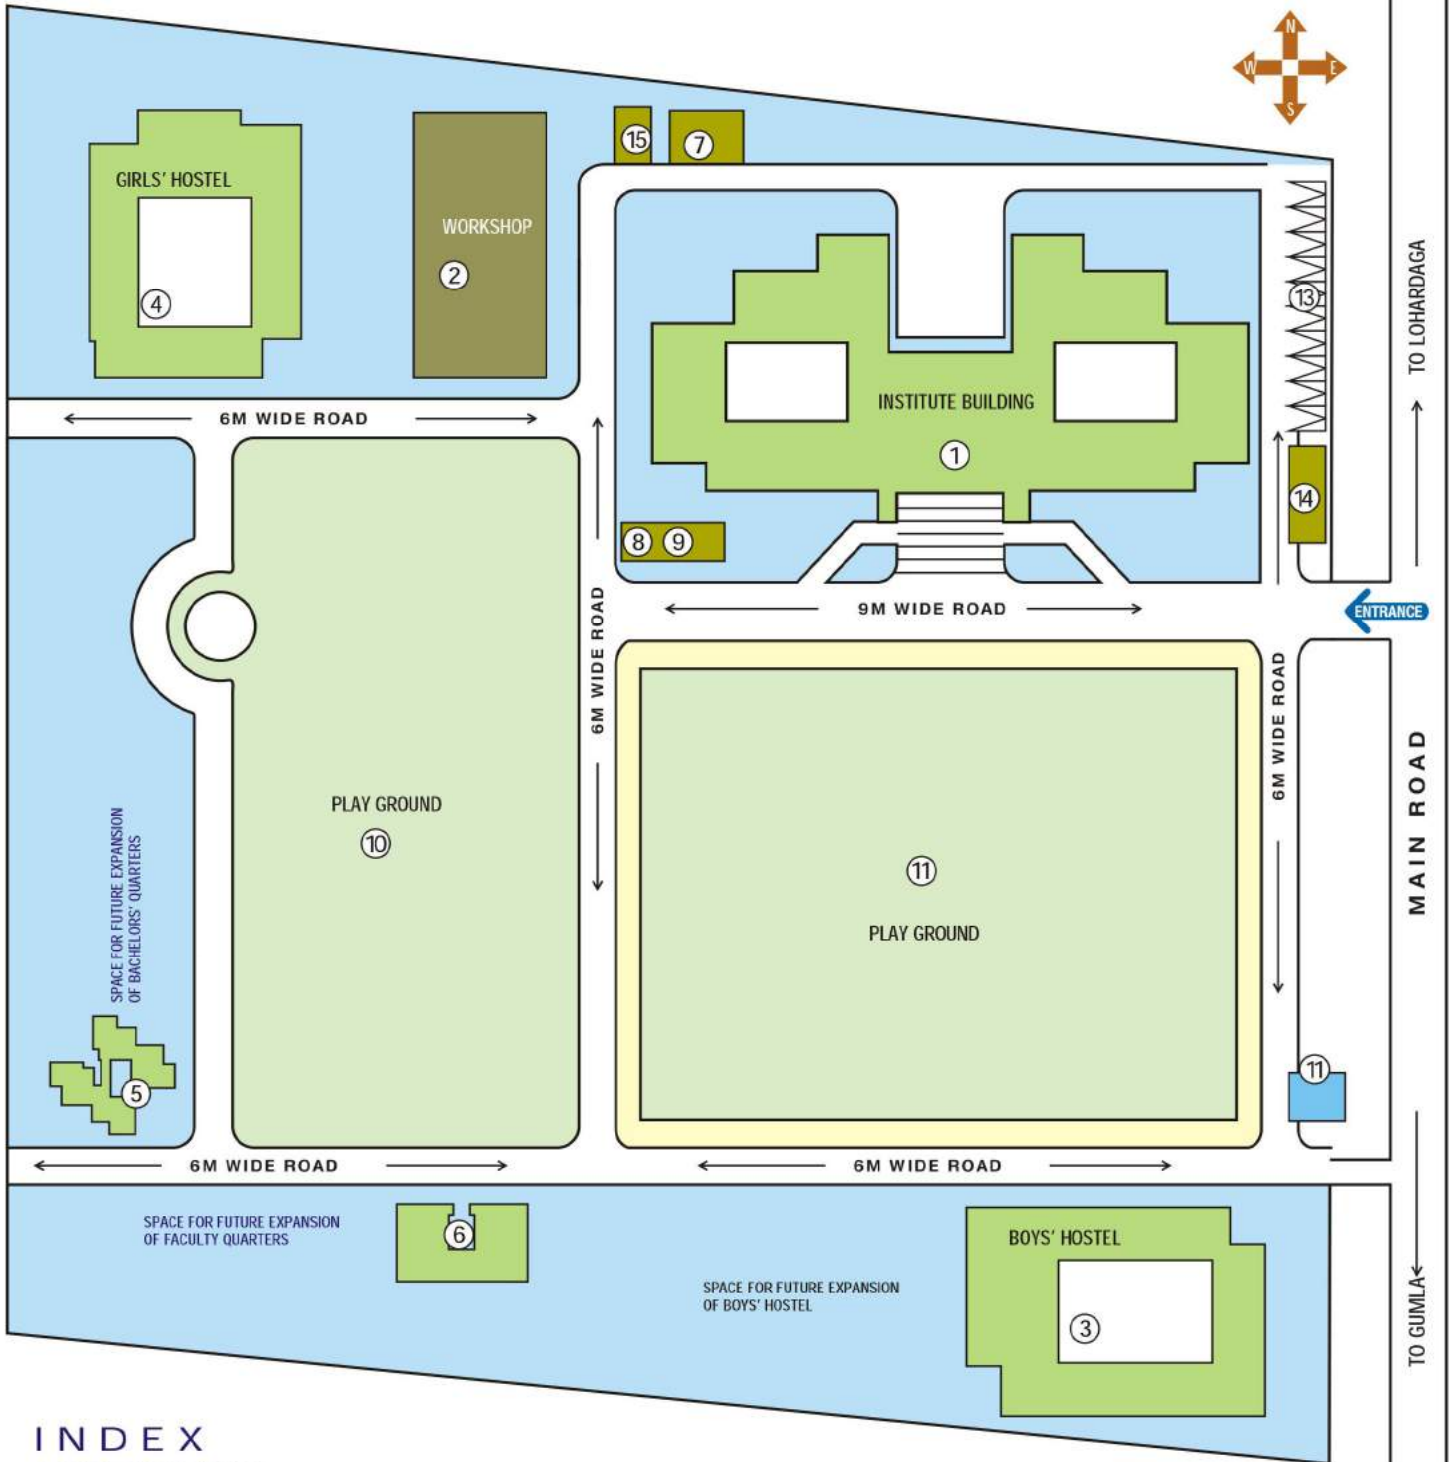 N
W
E
S
15
7
GIRLS' HOSTEL
4
WORKSHOP
2
13
TO LOHARDAGA
INSTITUTE BUILDING
1
6M WIDE ROAD
14
8
9
9M WIDE ROAD
ENTRANCE
6M WIDE ROAD
6M WIDE ROAD
MAIN ROAD
PLAY GROUND
10
11
PLAY GROUND
SPACE FOR FUTURE EXPANSION
OF BACHELORS' QUARTERS
5
11
6M WIDE ROAD
6M WIDE ROAD
SPACE FOR FUTURE EXPANSION
OF FACULTY QUARTERS
6
BOYS' HOSTEL
SPACE FOR FUTURE EXPANSION
OF BOYS' HOSTEL
3
TO GUMLA
INDEX